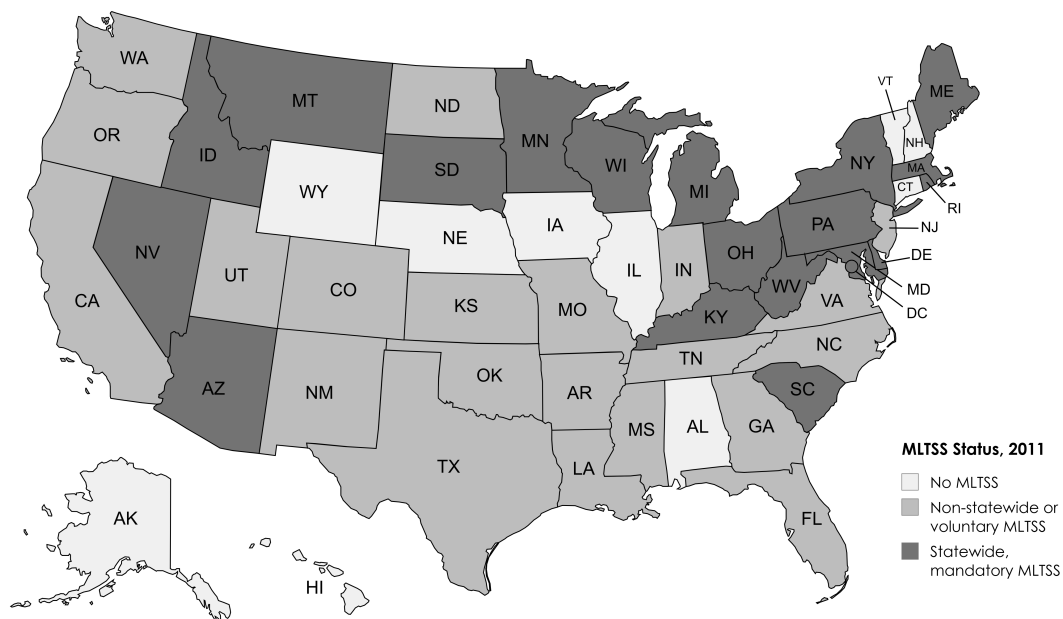 WA
OR
CA
NV
ID
MT
WY
UT
AZ
CO
NM
ND
SD
NE
KS
OK
TX
MN
IA
MO
AR
LA
WI
IL
MI
IN
OH
KY
TN
MS
AL
GA
FL
SC
NC
VA
WV
PA
NY
VT
NH
ME
MA
CT
RI
NJ
DE
MD
DC
AK
HI
MLTSS Status, 2011
No MLTSS
Non-statewide or
voluntary MLTSS
Statewide,
mandatory MLTSS